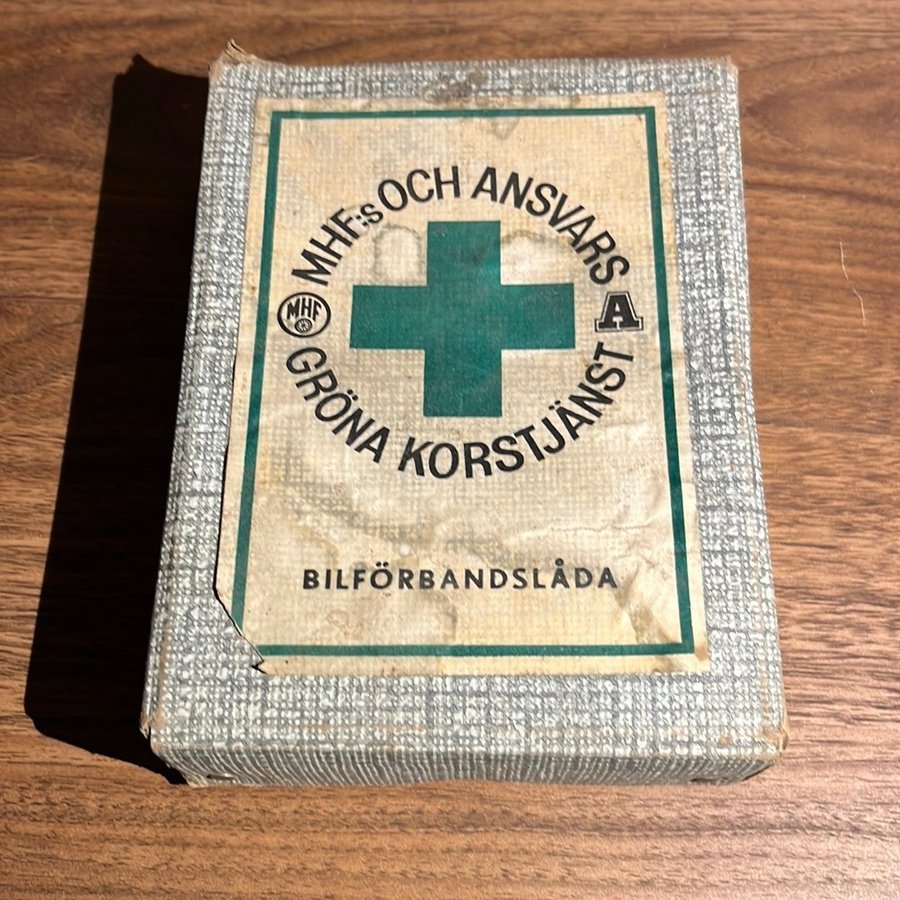 MHF:s OCH ANSVARS
MHF
A
GRÖNA KORSTJÄNST
BILFÖRBANDSLÅDA